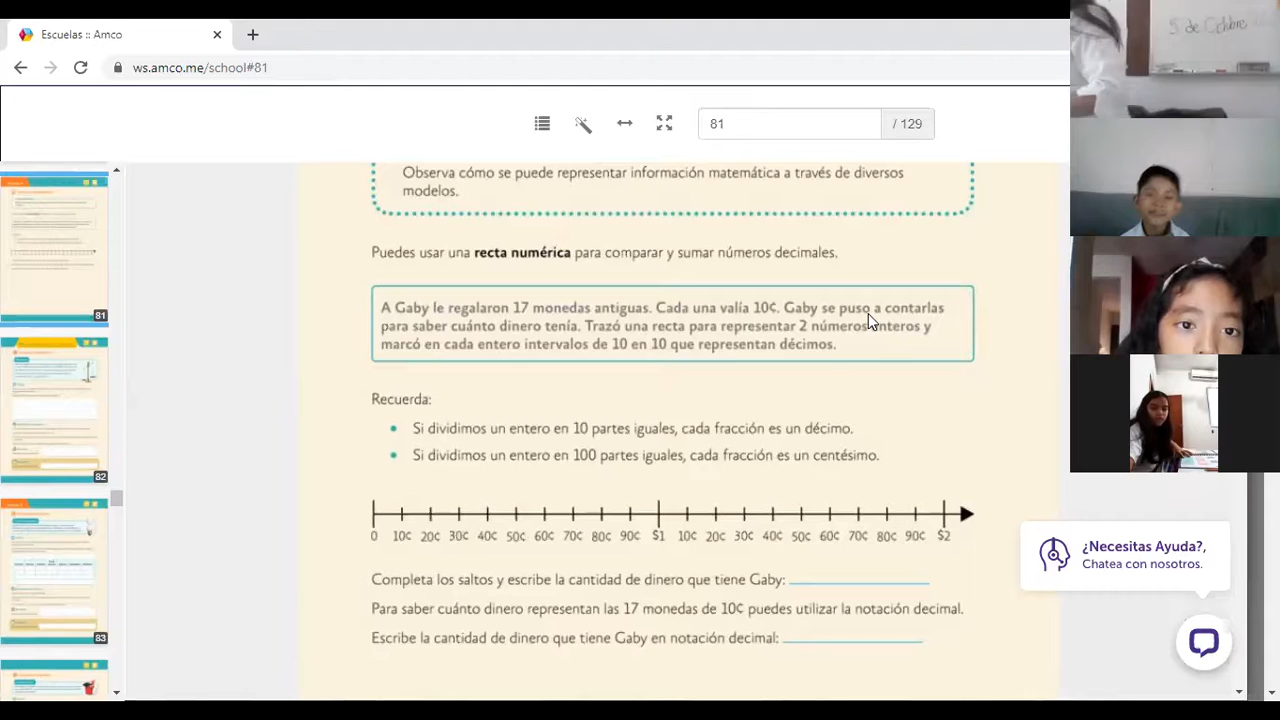 Escuelas :: Amco
ws.amco.me/school#81
81 / 129
5 de Octubre
Observa cómo se puede representar información matemática a través de diversos
modelos.
Puedes usar una recta numérica para comparar y sumar números decimales.
A Gaby le regalaron 17 monedas antiguas. Cada una valía 10¢. Gaby se puso a contarlas
para saber cuánto dinero tenía. Trazó una recta para representar 2 números enteros y
marcó en cada entero intervalos de 10 en 10 que representan décimos.
Recuerda:
• Si dividimos un entero en 10 partes iguales, cada fracción es un décimo.
• Si dividimos un entero en 100 partes iguales, cada fracción es un centésimo.
0 10¢ 20¢ 30¢ 40¢ 50¢ 60¢ 70¢ 80¢ 90¢ $1 10¢ 20¢ 30¢ 40¢ 50¢ 60¢ 70¢ 80¢ 90¢ $2
Completa los saltos y escribe la cantidad de dinero que tiene Gaby:
Para saber cuánto dinero representan las 17 monedas de 10¢ puedes utilizar la notación decimal.
Escribe la cantidad de dinero que tiene Gaby en notación decimal:
81
82
83
¿Necesitas Ayuda?,
Chatea con nosotros.